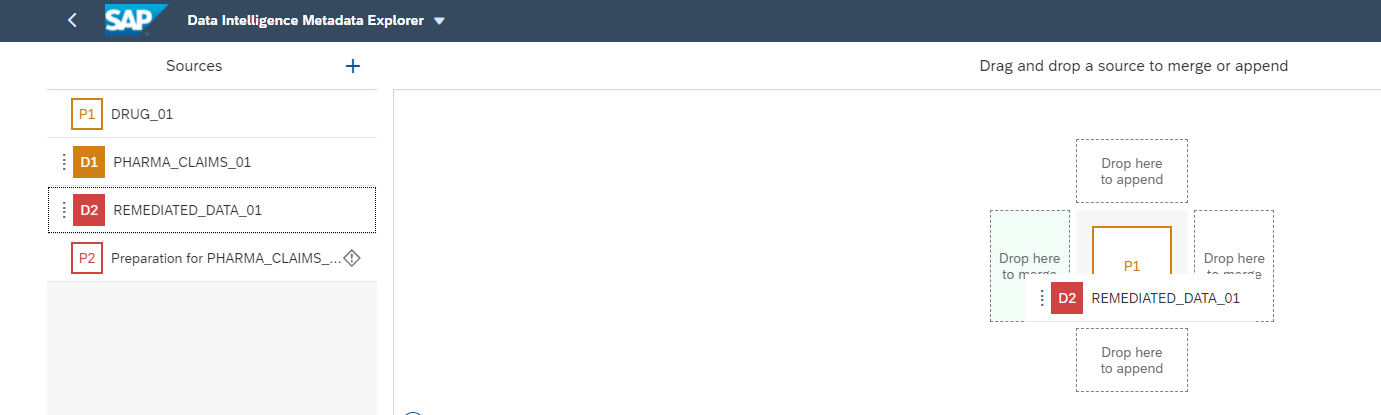 SAP Data Intelligence Metadata Explorer
Sources +
Drag and drop a source to merge or append
P1 DRUG_01
D1 PHARMA_CLAIMS_01
D2 REMEDIATED_DATA_01
P2 Preparation for PHARMA_CLAIMS_...
Drop here
to append
Drop here
to merge
P1
Drop here
to merge
D2 REMEDIATED_DATA_01
Drop here
to append